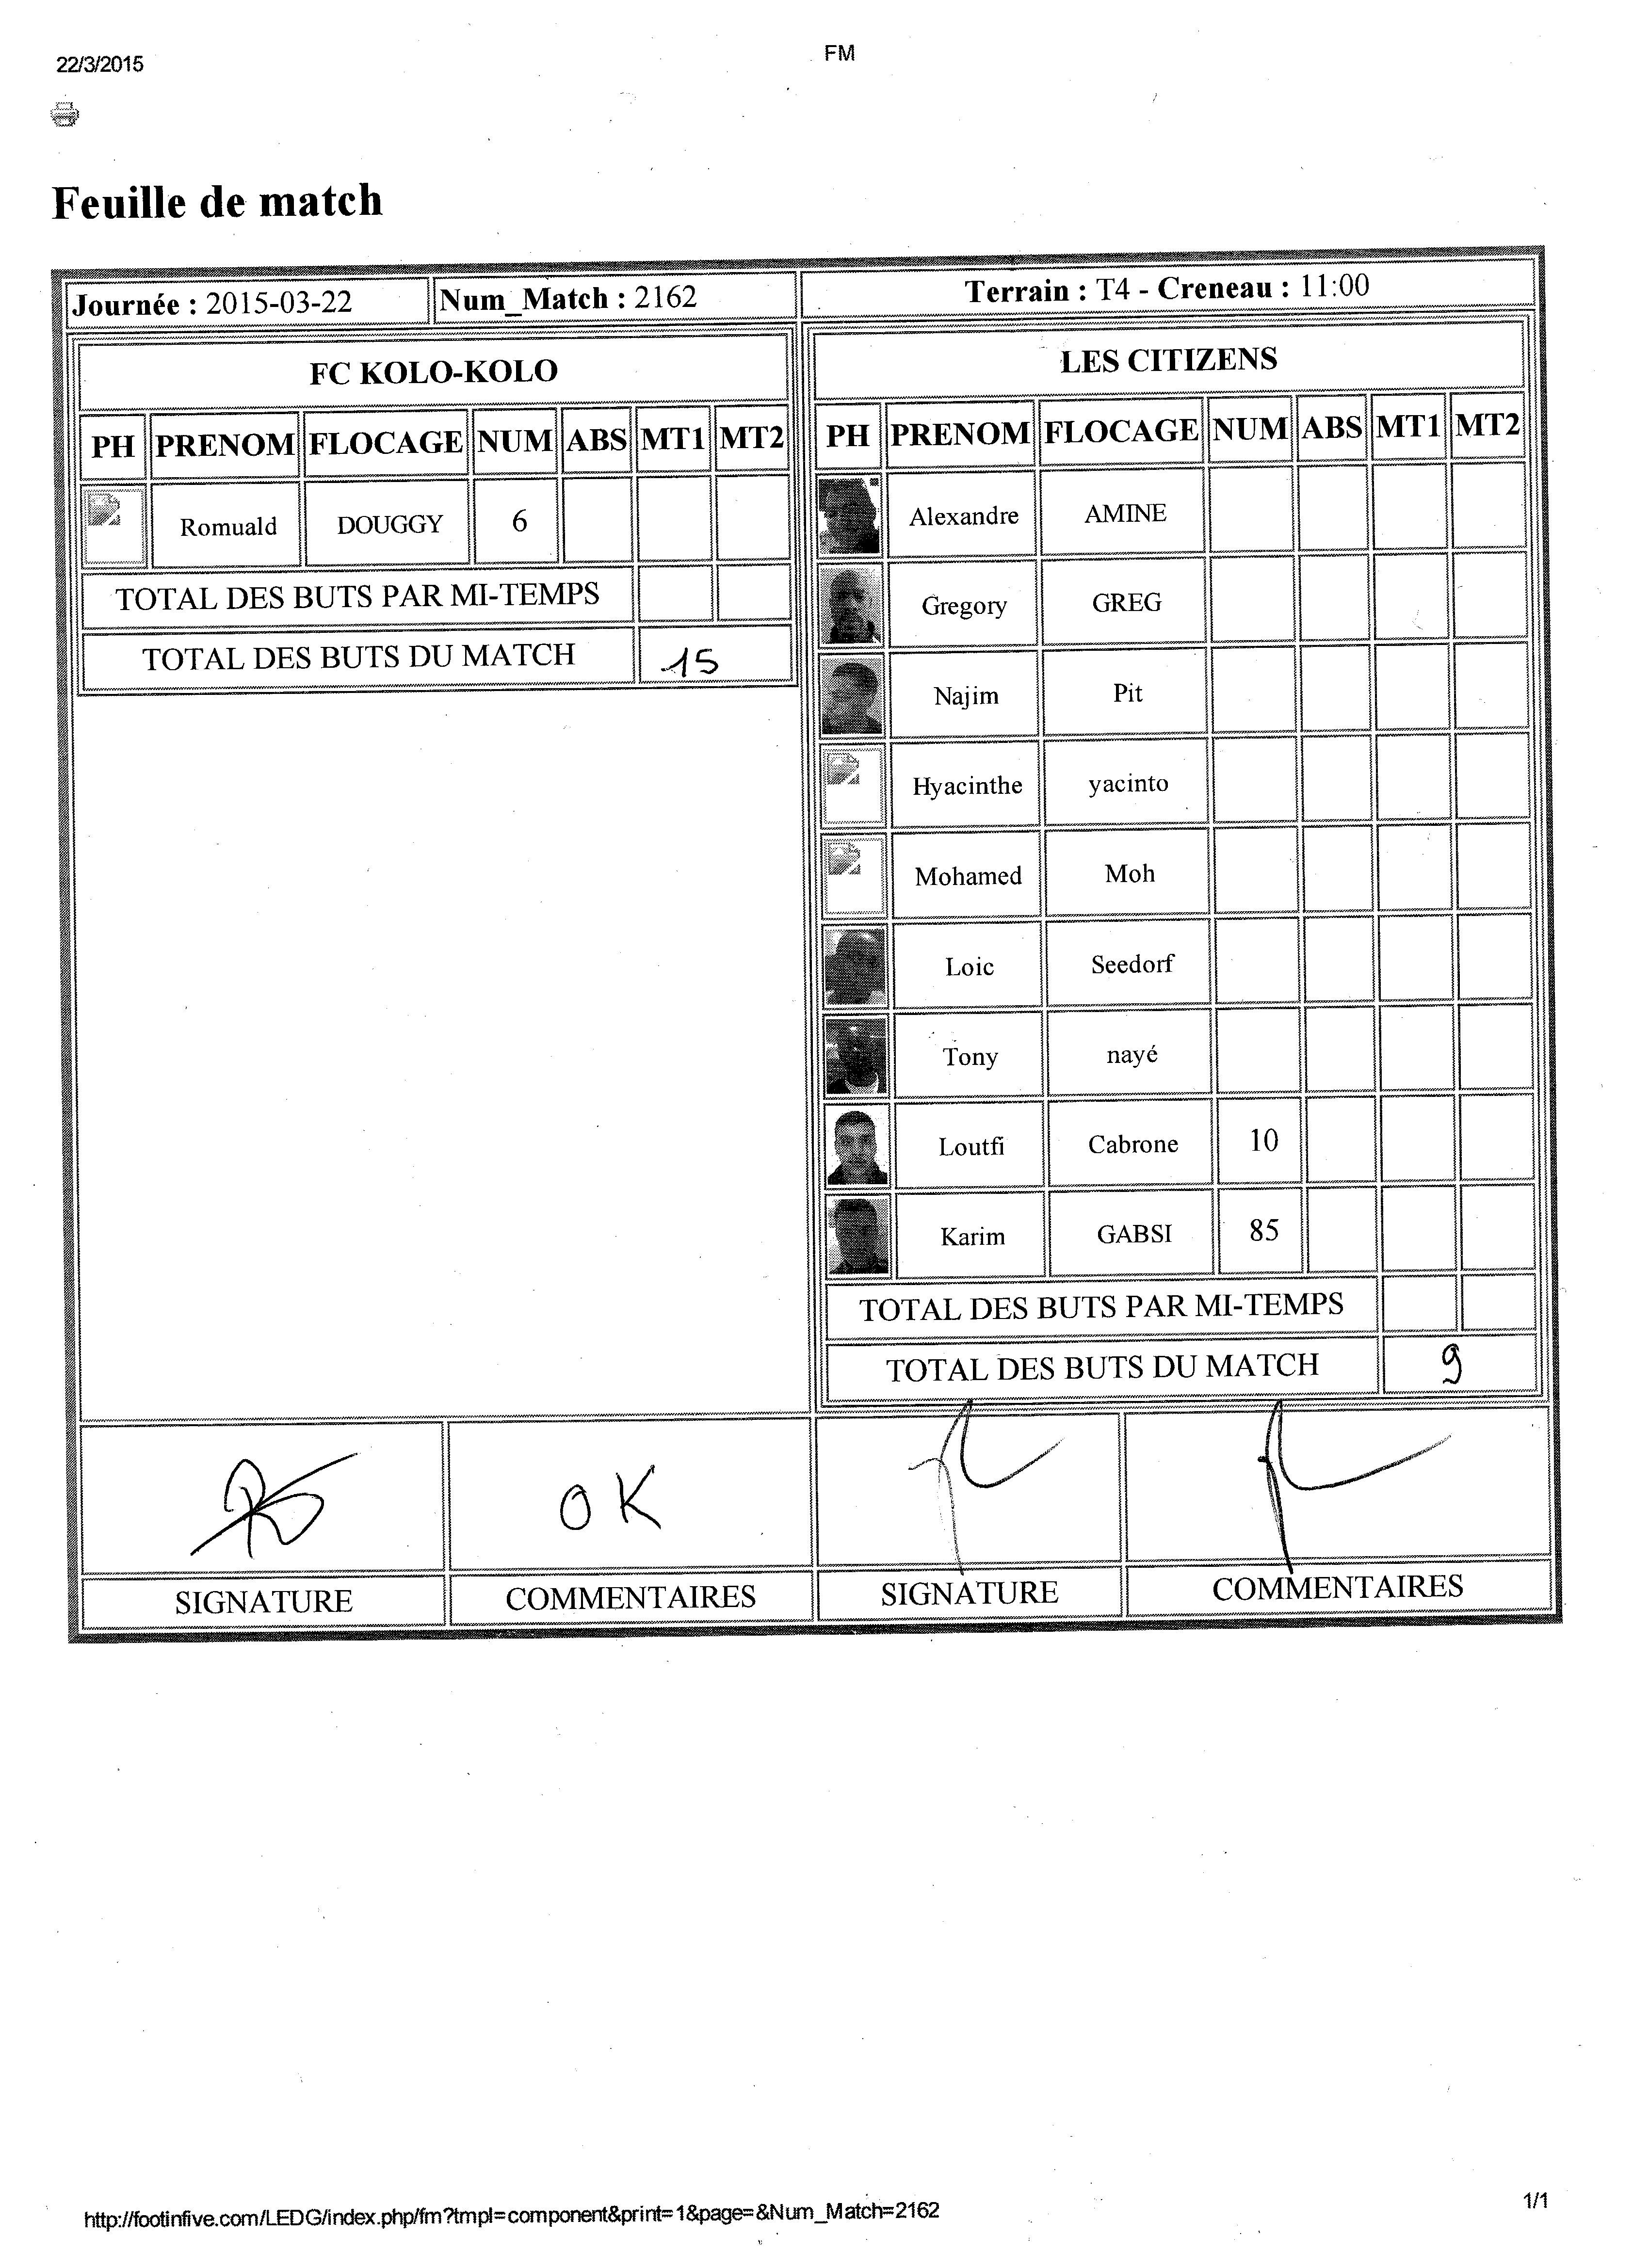 22/3/2015
FM
Feuille de match
Journée : 2015-03-22
Num_Match : 2162
Terrain : T4 - Creneau : 11:00
FC KOLO-KOLO
PH PRENOM FLOCAGE NUM ABS MT1 MT2
Romuald DOUGGY 6
TOTAL DES BUTS PAR MI-TEMPS
TOTAL DES BUTS DU MATCH 15
LES CITIZENS
PH PRENOM FLOCAGE NUM ABS MT1 MT2
Alexandre AMINE
Gregory GREG
Najim Pit
Hyacinthe yacinto
Mohamed Moh
Loic Seedorf
Tony nayé
Loutfi Cabrone 10
Karim GABSI 85
TOTAL DES BUTS PAR MI-TEMPS
TOTAL DES BUTS DU MATCH 9
OK
SIGNATURE COMMENTAIRES SIGNATURE COMMENTAIRES
http://footinfive.com/LEDG/index.php/fm?tmpl=component&print=1&page=&Num_Match=2162
1/1